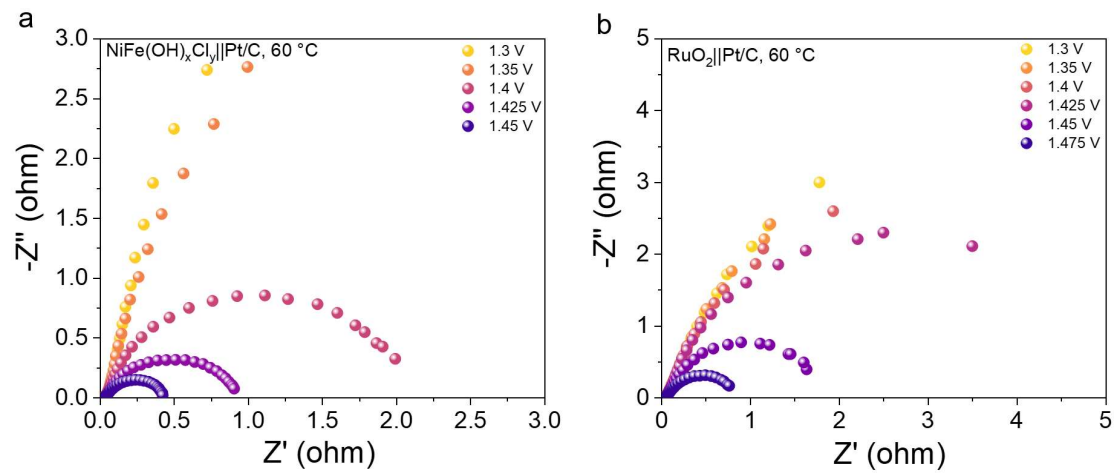 a
NiFe(OH)ₓClᵧ||Pt/C, 60 °C
1.3 V
1.35 V
1.4 V
1.425 V
1.45 V
3.0
2.5
2.0
1.5
1.0
0.5
0.0
-Z" (ohm)
0.0 0.5 1.0 1.5 2.0 2.5 3.0
Z' (ohm)
b
RuO₂||Pt/C, 60 °C
1.3 V
1.35 V
1.4 V
1.425 V
1.45 V
1.475 V
5
4
3
2
1
0
-Z" (ohm)
0 1 2 3 4 5
Z' (ohm)